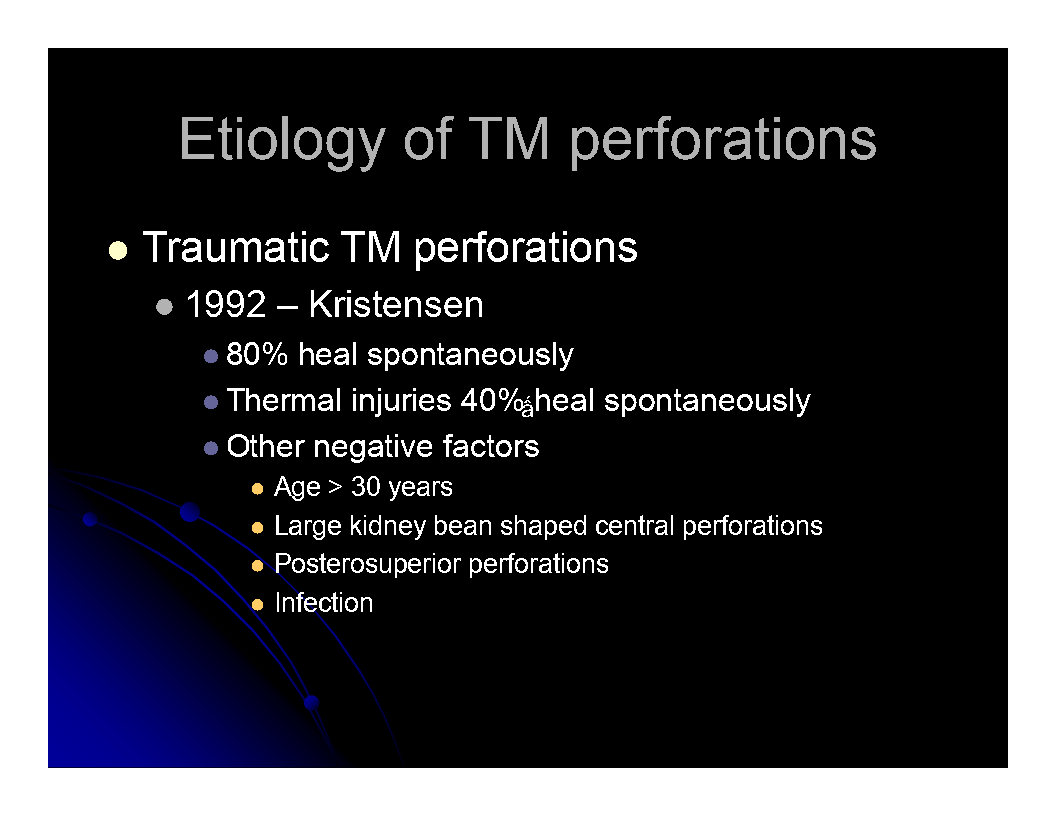 Etiology of TM perforations
Traumatic TM perforations
1992 – Kristensen
80% heal spontaneously
Thermal injuries 40%áheal spontaneously
Other negative factors
Age > 30 years
Large kidney bean shaped central perforations
Posterosuperior perforations
Infection